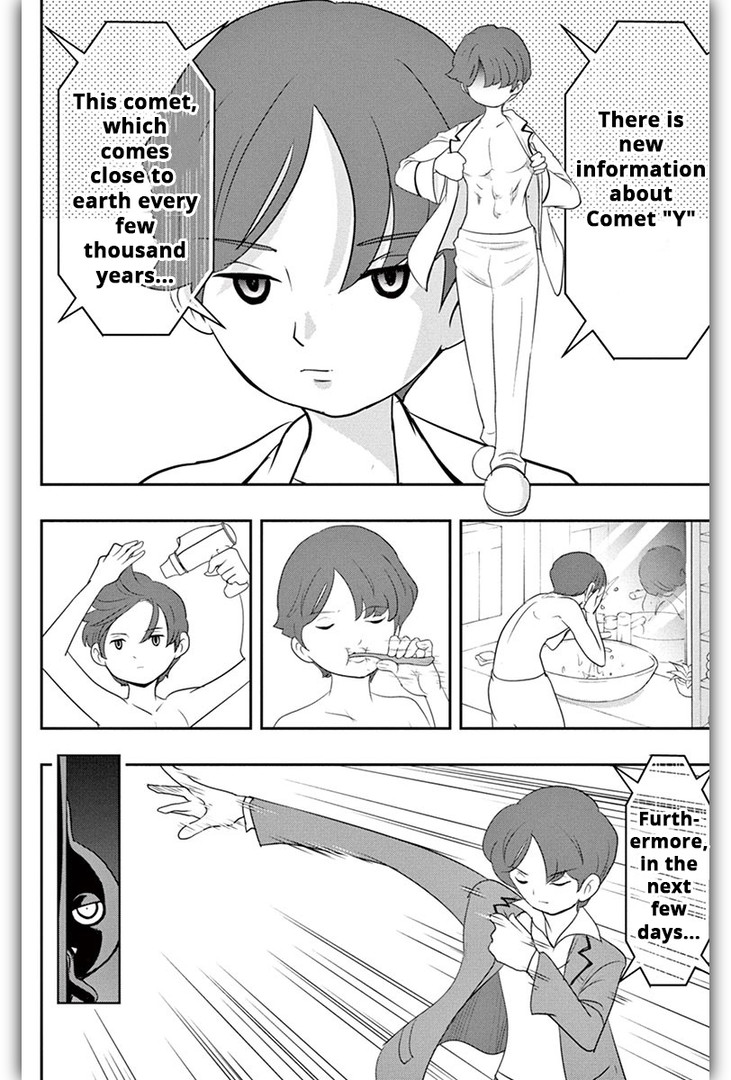 There is
new
information
about
Comet "Y"
This comet,
which
comes
close to
earth every
few
thousand
years...
Furth-
ermore,
in the
next
few
days...